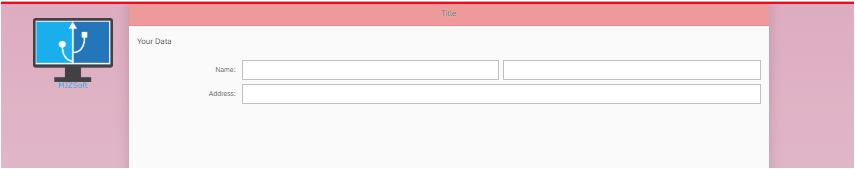 Title
Your Data
Name:
Address:
MJZSoft